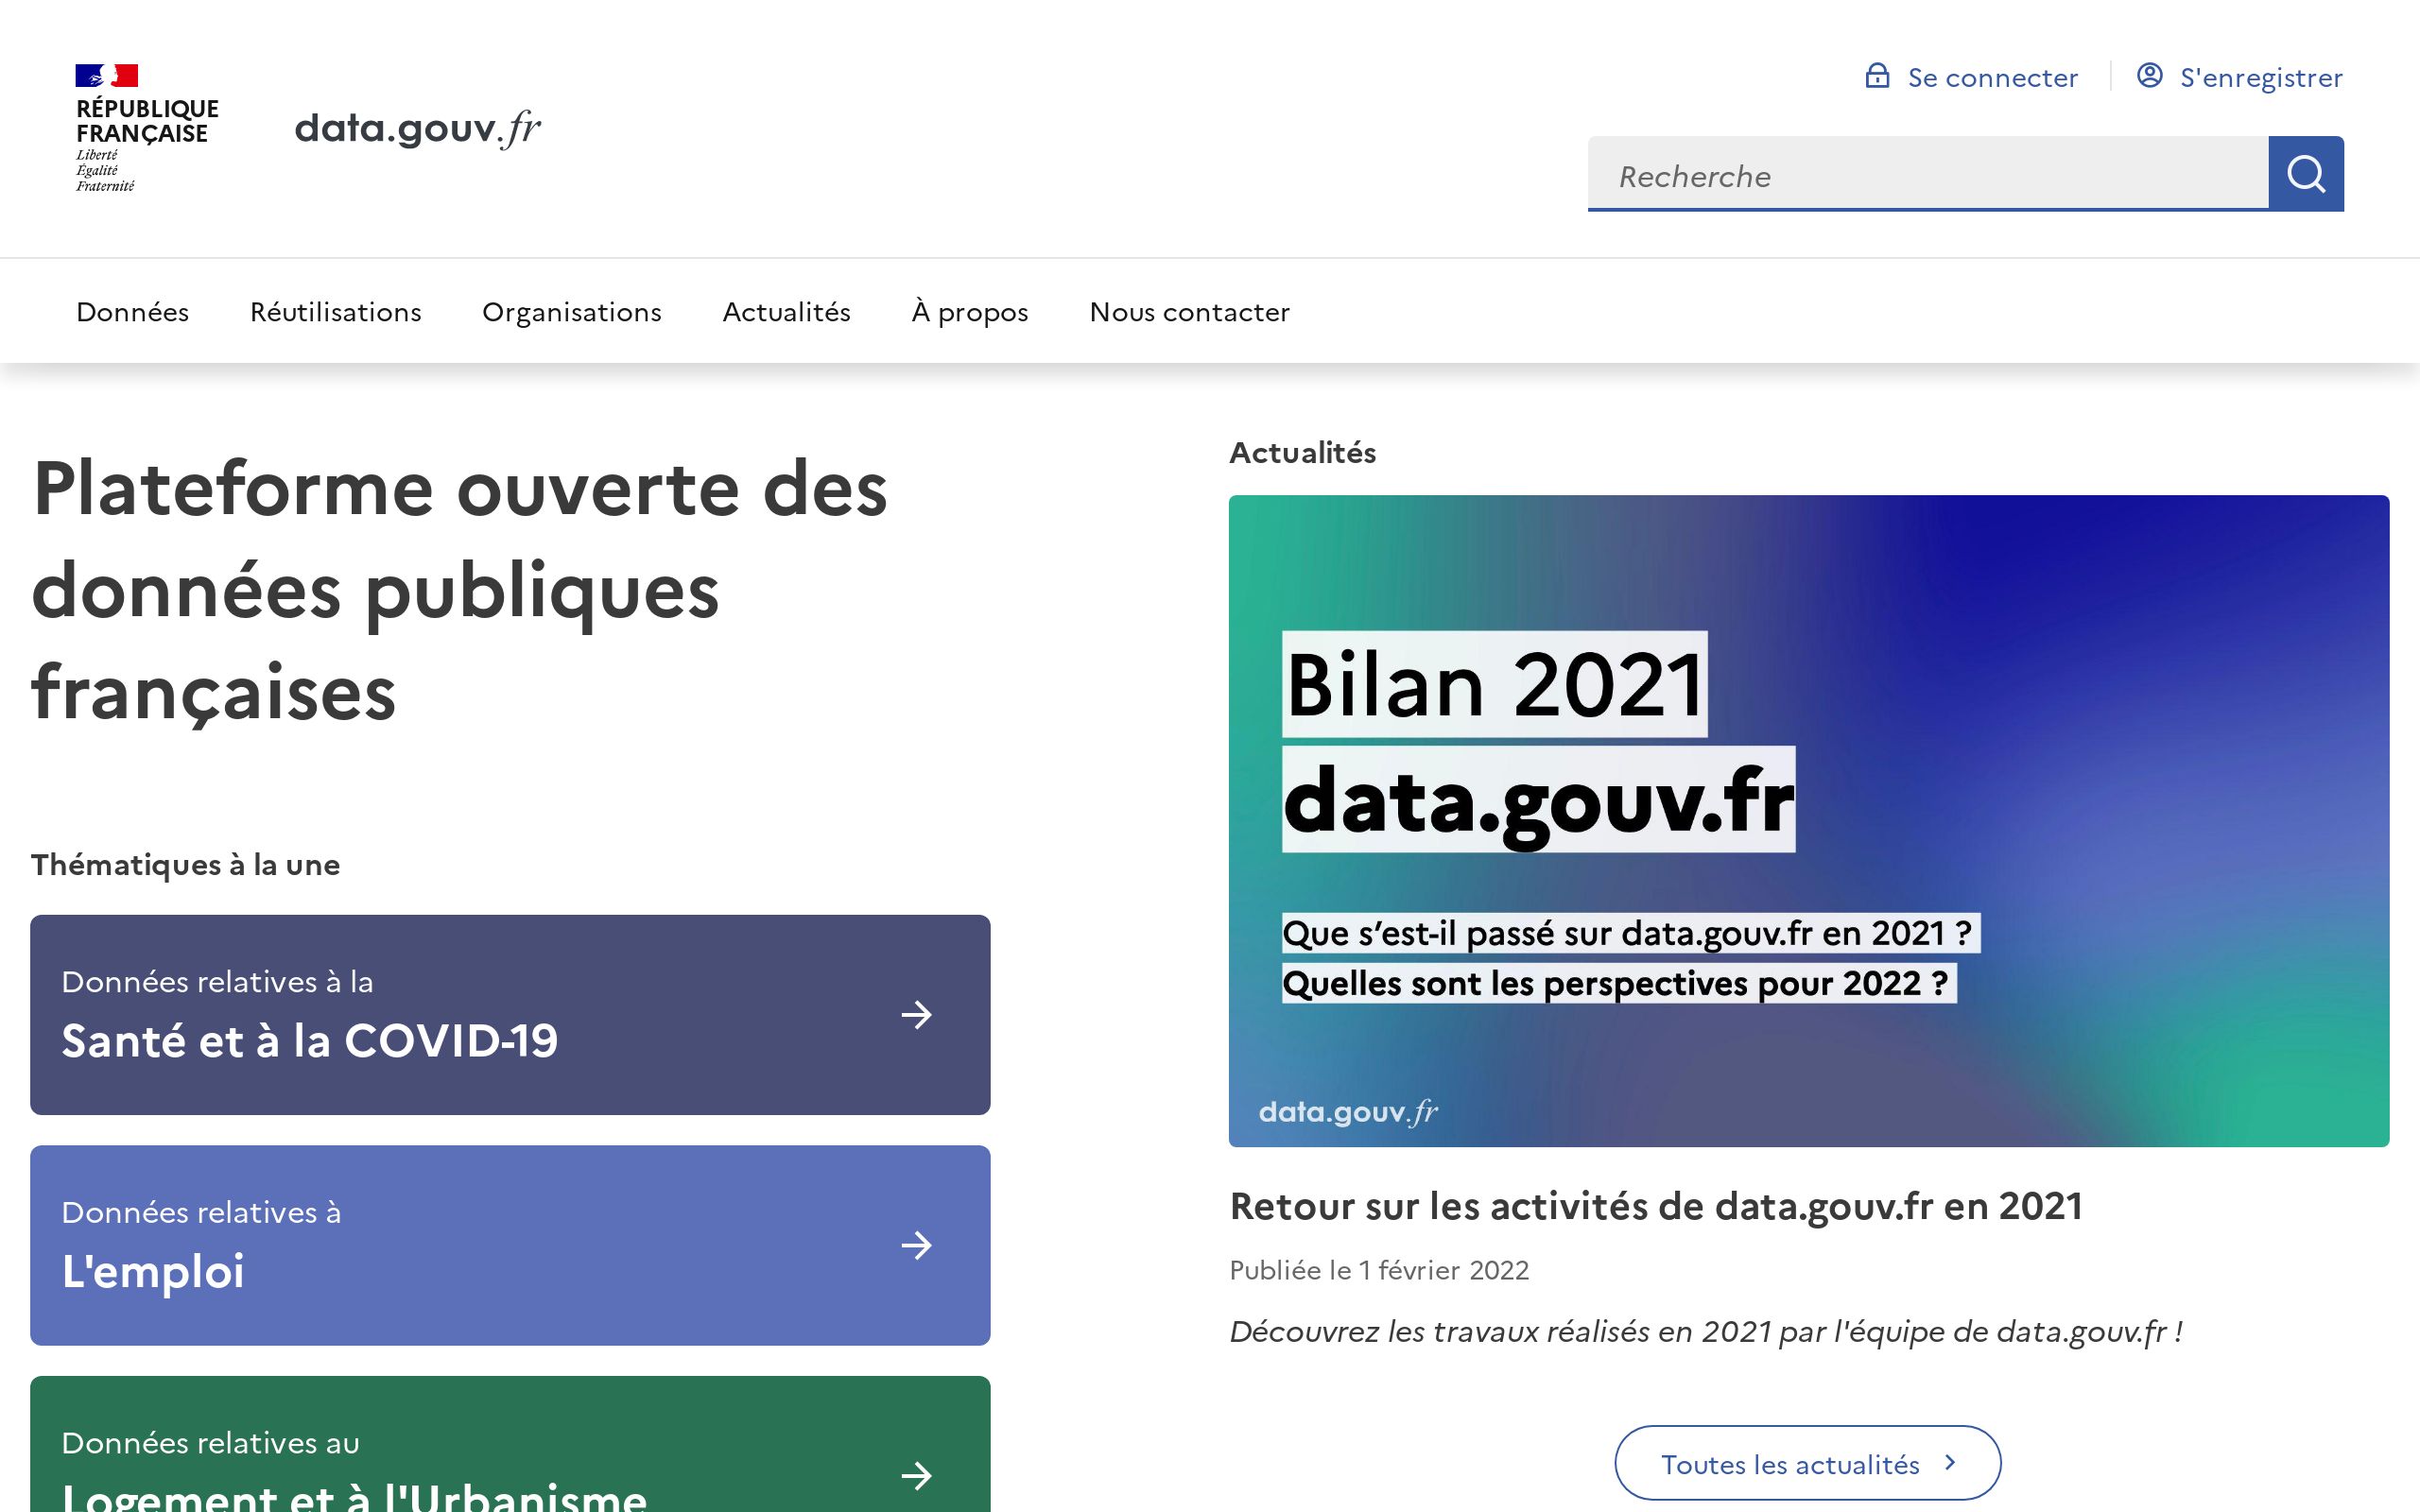 RÉPUBLIQUE
FRANÇAISE
Liberté
Égalité
Fraternité
data.gouv.fr
Se connecter
S'enregistrer
Recherche
Données
Réutilisations
Organisations
Actualités
À propos
Nous contacter
Plateforme ouverte des
données publiques
françaises
Thématiques à la une
Données relatives à la
Santé et à la COVID-19
Données relatives à
L'emploi
Données relatives au
Logement et à l'Urbanisme
Actualités
Bilan 2021
data.gouv.fr
Que s’est-il passé sur data.gouv.fr en 2021 ?
Quelles sont les perspectives pour 2022 ?
data.gouv.fr
Retour sur les activités de data.gouv.fr en 2021
Publiée le 1 février 2022
Découvrez les travaux réalisés en 2021 par l'équipe de data.gouv.fr !
Toutes les actualités